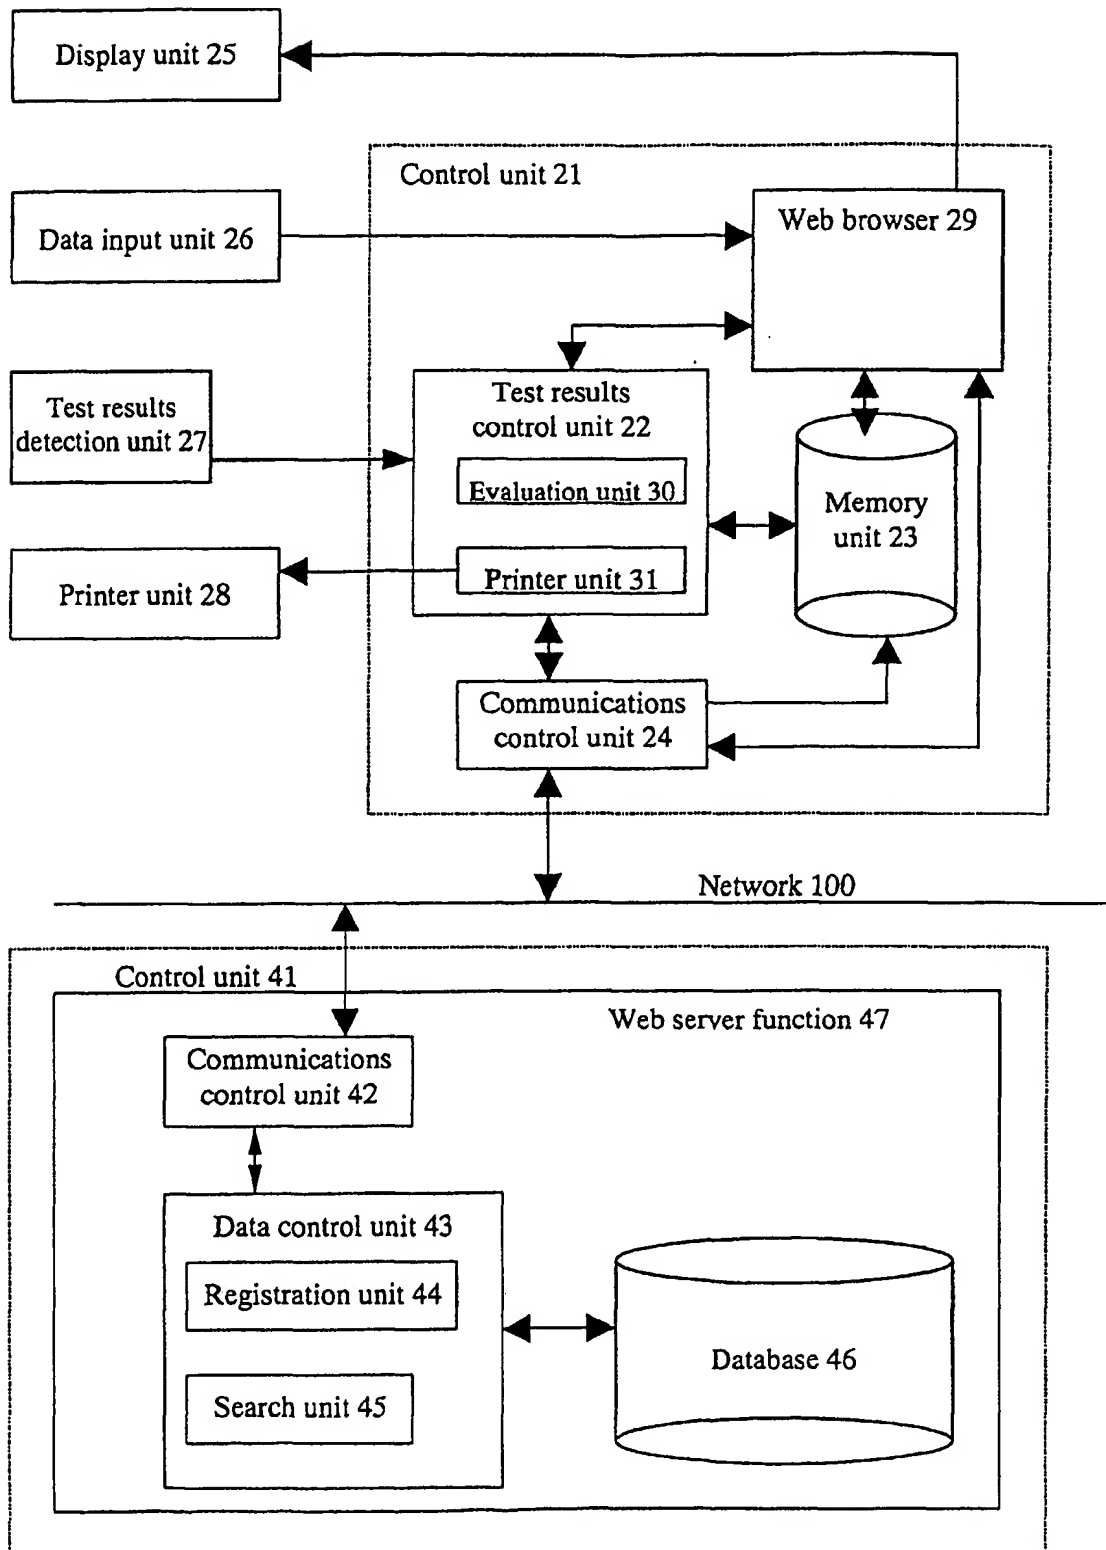 Display unit 25
Control unit 21
Data input unit 26
Web browser 29
Test results
detection unit 27
Test results
control unit 22
Evaluation unit 30
Memory
unit 23
Printer unit 28
Printer unit 31
Communications
control unit 24
Network 100
Control unit 41
Web server function 47
Communications
control unit 42
Data control unit 43
Registration unit 44
Database 46
Search unit 45